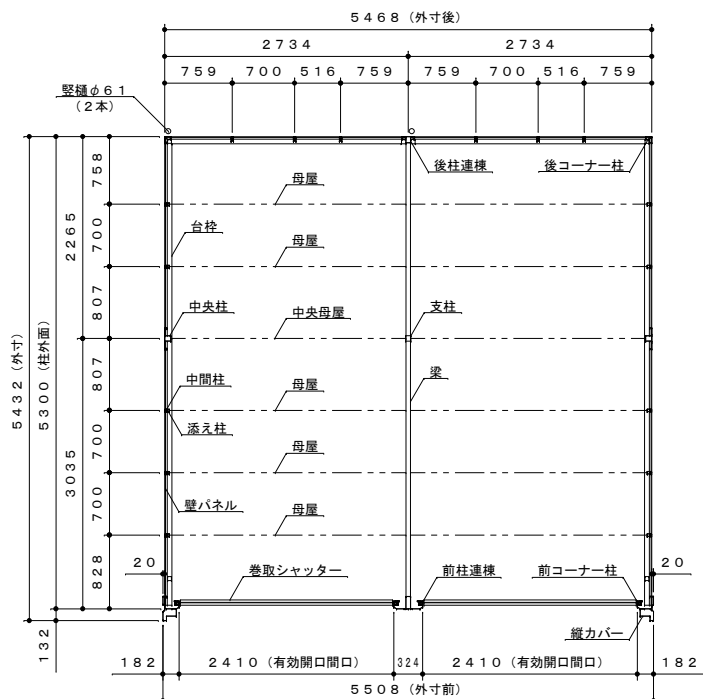 5468（外寸後）
2734
2734
759
700
516
759
759
700
516
759
竪樋φ61
（2本）
後柱連棟
後コーナー柱
母屋
台枠
母屋
中央柱
中央母屋
支柱
母屋
梁
中間柱
添え柱
母屋
壁パネル
母屋
巻取シャッター
前柱連棟
前コーナー柱
縦カバー
758
700
807
807
700
700
828
2265
3035
5300（柱外面）
5432（外寸）
132
20
20
182
2410（有効開口間口）
324
2410（有効開口間口）
182
5508（外寸前）